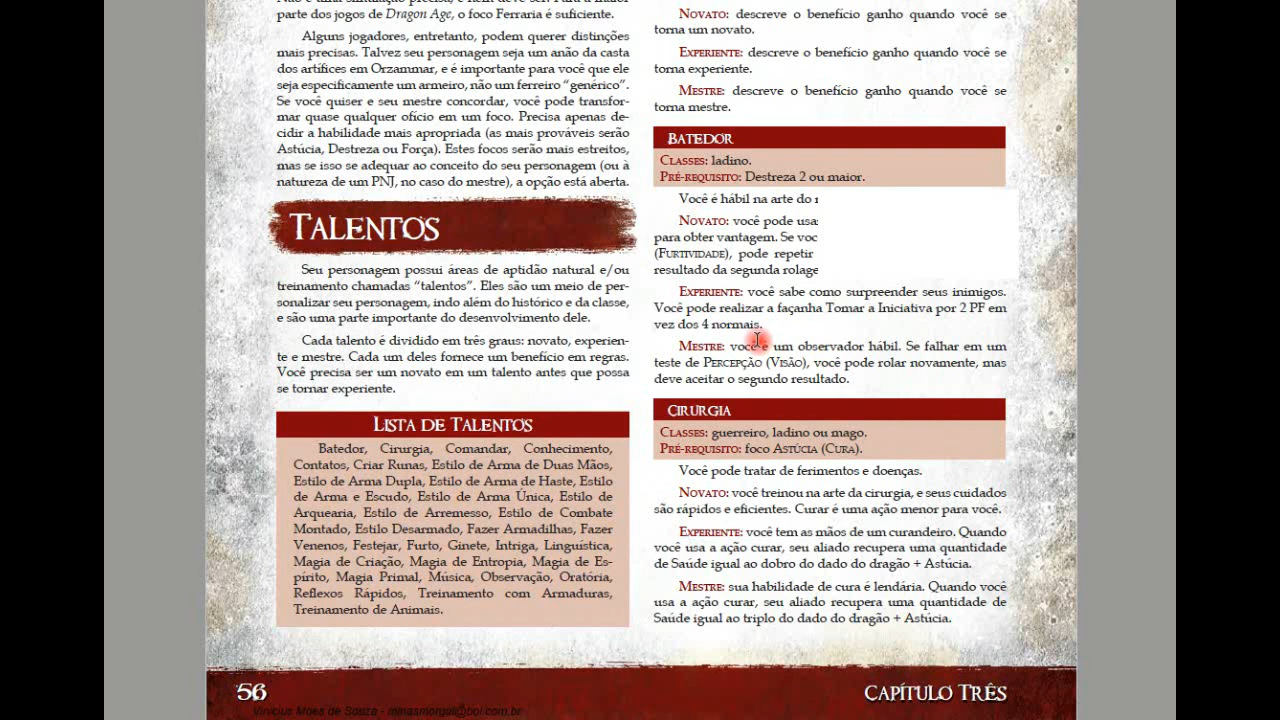 parte dos jogos de Dragon Age, o foco Ferraria é suficiente.
Alguns jogadores, entretanto, podem querer distinções
mais precisas. Talvez seu personagem seja um anão da casta
dos artífices em Orzammar, e é importante para você que ele
seja especificamente um armeiro, não um ferreiro “genérico”.
Se você quiser e seu mestre concordar, você pode transfor-
mar quase qualquer ofício em um foco. Precisa apenas de-
cidir a habilidade mais apropriada (as mais prováveis serão
Astúcia, Destreza ou Força). Estes focos serão mais estreitos,
mas se isso se adequar ao conceito do seu personagem (ou à
natureza de um PNJ, no caso do mestre), a opção está aberta.
TALENTOS
Seu personagem possui áreas de aptidão natural e/ou
treinamento chamadas “talentos”. Eles são um meio de per-
sonalizar seu personagem, indo além do histórico e da classe,
e são uma parte importante do desenvolvimento dele.
Cada talento é dividido em três graus: novato, experien-
te e mestre. Cada um deles fornece um benefício em regras.
Você precisa ser um novato em um talento antes que possa
se tornar experiente.
LISTA DE TALENTOS
Batedor, Cirurgia, Comandar, Conhecimento,
Contatos, Criar Runas, Estilo de Arma de Duas Mãos,
Estilo de Arma Dupla, Estilo de Arma de Haste, Estilo
de Arma e Escudo, Estilo de Arma Única, Estilo de
Arquearia, Estilo de Arremesso, Estilo de Combate
Montado, Estilo Desarmado, Fazer Armadilhas, Fazer
Venenos, Festejar, Furto, Ginete, Intriga, Linguística,
Magia de Criação, Magia de Entropia, Magia de Es-
pírito, Magia Primal, Música, Observação, Oratória,
Reflexos Rápidos, Treinamento com Armaduras,
Treinamento de Animais.
NOVATO: descreve o benefício ganho quando você se
torna um novato.
EXPERIENTE: descreve o benefício ganho quando você se
torna experiente.
MESTRE: descreve o benefício ganho quando você se
torna mestre.
BATEDOR
CLASSES: ladino.
PRÉ-REQUISITO: Destreza 2 ou maior.
Você é hábil na arte do
NOVATO: você pode usa
para obter vantagem. Se voc
(FURTIVIDADE), pode repetir
resultado da segunda rolage
EXPERIENTE: você sabe como surpreender seus inimigos.
Você pode realizar a façanha Tomar a Iniciativa por 2 PF em
vez dos 4 normais.
MESTRE: você é um observador hábil. Se falhar em um
teste de PERCEPÇÃO (VISÃO), você pode rolar novamente, mas
deve aceitar o segundo resultado.
CIRURGIA
CLASSES: guerreiro, ladino ou mago.
PRÉ-REQUISITO: foco ASTÚCIA (CURA).
Você pode tratar de ferimentos e doenças.
NOVATO: você treinou na arte da cirurgia, e seus cuidados
são rápidos e eficientes. Curar é uma ação menor para você.
EXPERIENTE: você tem as mãos de um curandeiro. Quando
você usa a ação curar, seu aliado recupera uma quantidade
de Saúde igual ao dobro do dado do dragão + Astúcia.
MESTRE: sua habilidade de cura é lendária. Quando você
usa a ação curar, seu aliado recupera uma quantidade de
Saúde igual ao triplo do dado do dragão + Astúcia.
56
CAPÍTULO TRÊS
Vinicius Mões de Souza - minasmorgul@bol.com.br